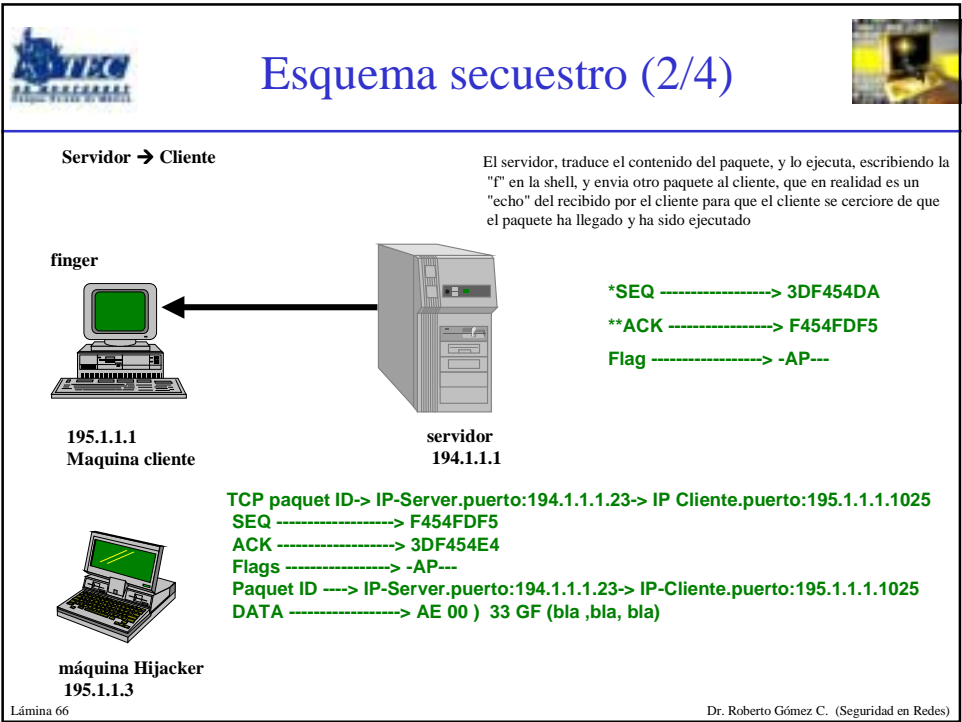 Esquema secuestro (2/4)
Servidor → Cliente
El servidor, traduce el contenido del paquete, y lo ejecuta, escribiendo la
"f" en la shell, y envia otro paquete al cliente, que en realidad es un
"echo" del recibido por el cliente para que el cliente se cerciore de que
el paquete ha llegado y ha sido ejecutado
finger
*SEQ ------------------> 3DF454DA
**ACK -----------------> F454FDF5
Flag ------------------> -AP---
195.1.1.1
Maquina cliente
servidor
194.1.1.1
TCP paquet ID-> IP-Server.puerto:194.1.1.1.23-> IP Cliente.puerto:195.1.1.1.1025
SEQ -------------------> F454FDF5
ACK -------------------> 3DF454E4
Flags -----------------> -AP---
Paquet ID ----> IP-Server.puerto:194.1.1.1.23-> IP-Cliente.puerto:195.1.1.1.1025
DATA ------------------> AE 00 ) 33 GF (bla ,bla, bla)
máquina Hijacker
195.1.1.3
Lámina 66
Dr. Roberto Gómez C. (Seguridad en Redes)